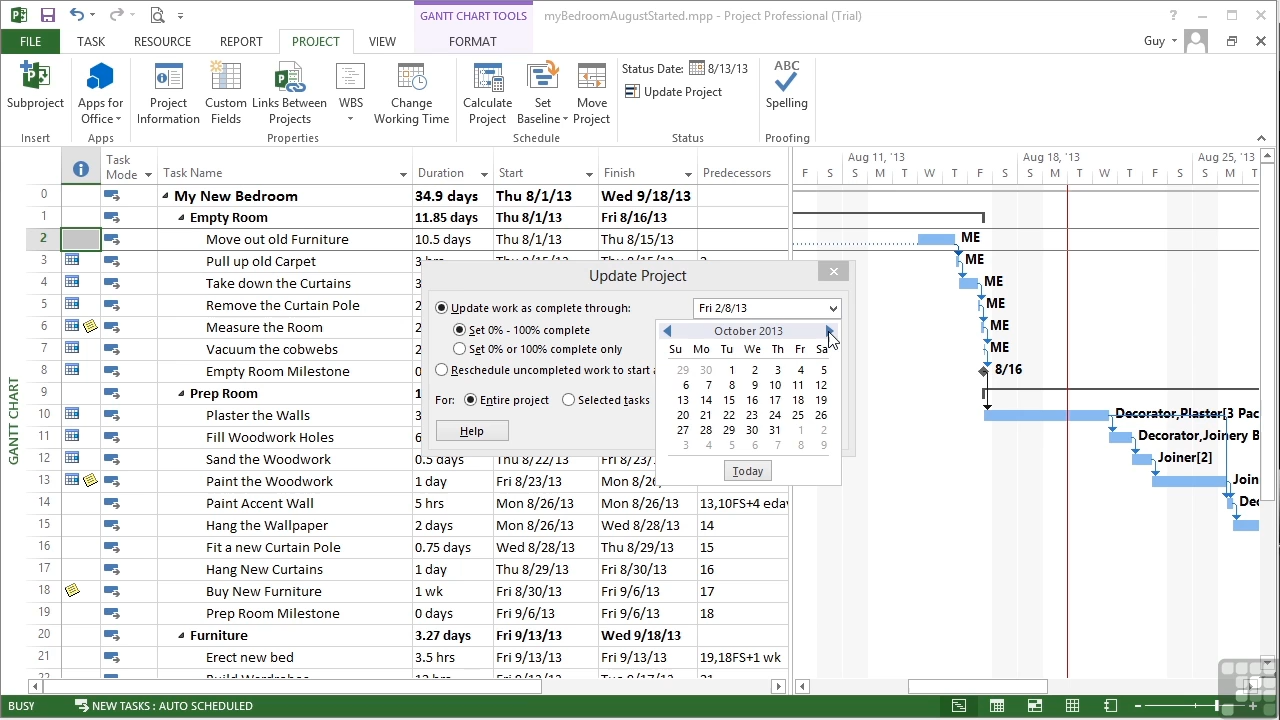 GANTT CHART TOOLS
myBedroomAugustStarted.mpp - Project Professional (Trial)
FILE TASK RESOURCE REPORT PROJECT VIEW FORMAT
Guy
Subproject
Apps for Office
Project Information
Custom Fields
Links Between Projects
WBS
Change Working Time
Calculate Project
Set Baseline
Move Project
Status Date: 8/13/13
Update Project
ABC
Spelling
Insert Apps Properties Schedule Status Proofing
Task Mode Task Name Duration Start Finish Predecessors
Aug 11, '13 Aug 18, '13 Aug 25, '13
F S S M T W T F S S M T W T F S S M T
0 My New Bedroom 34.9 days Thu 8/1/13 Wed 9/18/13
1 Empty Room 11.85 days Thu 8/1/13 Fri 8/16/13
2 Move out old Furniture 10.5 days Thu 8/1/13 Thu 8/15/13 ME
3 Pull up old Carpet ME
4 Take down the Curtains ME
5 Remove the Curtain Pole ME
6 Measure the Room ME
7 Vacuum the cobwebs ME
8 Empty Room Milestone 8/16
9 Prep Room
10 Plaster the Walls Decorator,Plaster[3 Pac
11 Fill Woodwork Holes Decorator,Joinery B
12 Sand the Woodwork 0.5 days Thu 8/22/13 Fri 8/23/13 Joiner[2]
13 Paint the Woodwork 1 day Fri 8/23/13 Mon 8/26 Join
14 Paint Accent Wall 5 hrs Mon 8/26/13 Mon 8/26/13 13,10FS+4 eday Dec
15 Hang the Wallpaper 2 days Mon 8/26/13 Wed 8/28/13 14
16 Fit a new Curtain Pole 0.75 days Wed 8/28/13 Thu 8/29/13 15
17 Hang New Curtains 1 day Thu 8/29/13 Fri 8/30/13 16
18 Buy New Furniture 1 wk Fri 8/30/13 Fri 9/6/13 17
19 Prep Room Milestone 0 days Fri 9/6/13 Fri 9/6/13 18
20 Furniture 3.27 days Fri 9/13/13 Wed 9/18/13
21 Erect new bed 3.5 hrs Fri 9/13/13 Fri 9/13/13 19,18FS+1 wk
GANTT CHART
Update Project
Update work as complete through: Fri 2/8/13
Set 0% - 100% complete
Set 0% or 100% complete only
Reschedule uncompleted work to start a
For: Entire project Selected tasks
Help
October 2013
Su Mo Tu We Th Fr Sa
29 30 1 2 3 4 5
6 7 8 9 10 11 12
13 14 15 16 17 18 19
20 21 22 23 24 25 26
27 28 29 30 31 1 2
3 4 5 6 7 8 9
Today
BUSY NEW TASKS : AUTO SCHEDULED